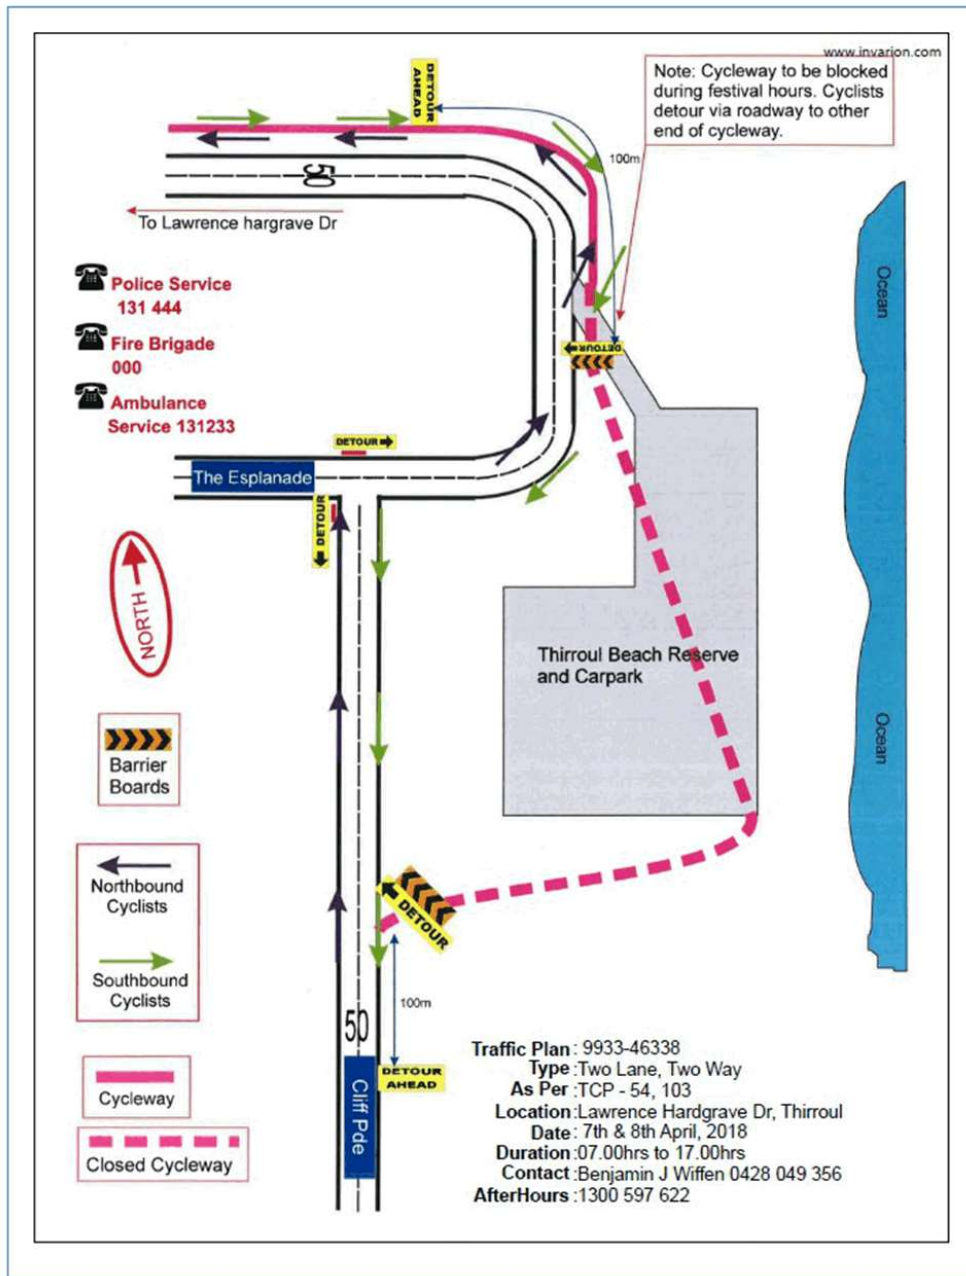 www.invarion.com
Note: Cycleway to be blocked
during festival hours. Cyclists
detour via roadway to other
end of cycleway.
DETOUR
AHEAD
100m
50
To Lawrence hargrave Dr
Police Service
131 444
Fire Brigade
000
Ambulance
Service 131233
Ocean
DETOUR
DETOUR
The Esplanade
DETOUR
NORTH
Thirroul Beach Reserve
and Carpark
Ocean
Barrier
Boards
Northbound
Cyclists
Southbound
Cyclists
DETOUR
100m
50
DETOUR
AHEAD
Cliff Pde
Cycleway
Closed Cycleway
Traffic Plan : 9933-46338
Type : Two Lane, Two Way
As Per : TCP - 54, 103
Location : Lawrence Hardgrave Dr, Thirroul
Date : 7th & 8th April, 2018
Duration : 07.00hrs to 17.00hrs
Contact : Benjamin J Wiffen 0428 049 356
AfterHours : 1300 597 622